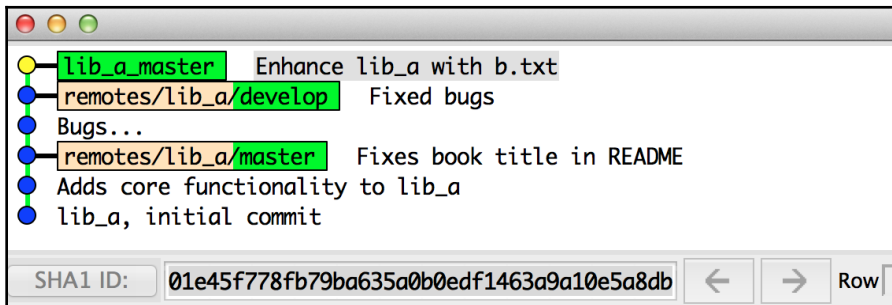 lib_a_master Enhance lib_a with b.txt
remotes/lib_a/develop Fixed bugs
Bugs...
remotes/lib_a/master Fixes book title in README
Adds core functionality to lib_a
lib_a, initial commit
SHA1 ID: 01e45f778fb79ba635a0b0edf1463a9a10e5a8db ← → Row